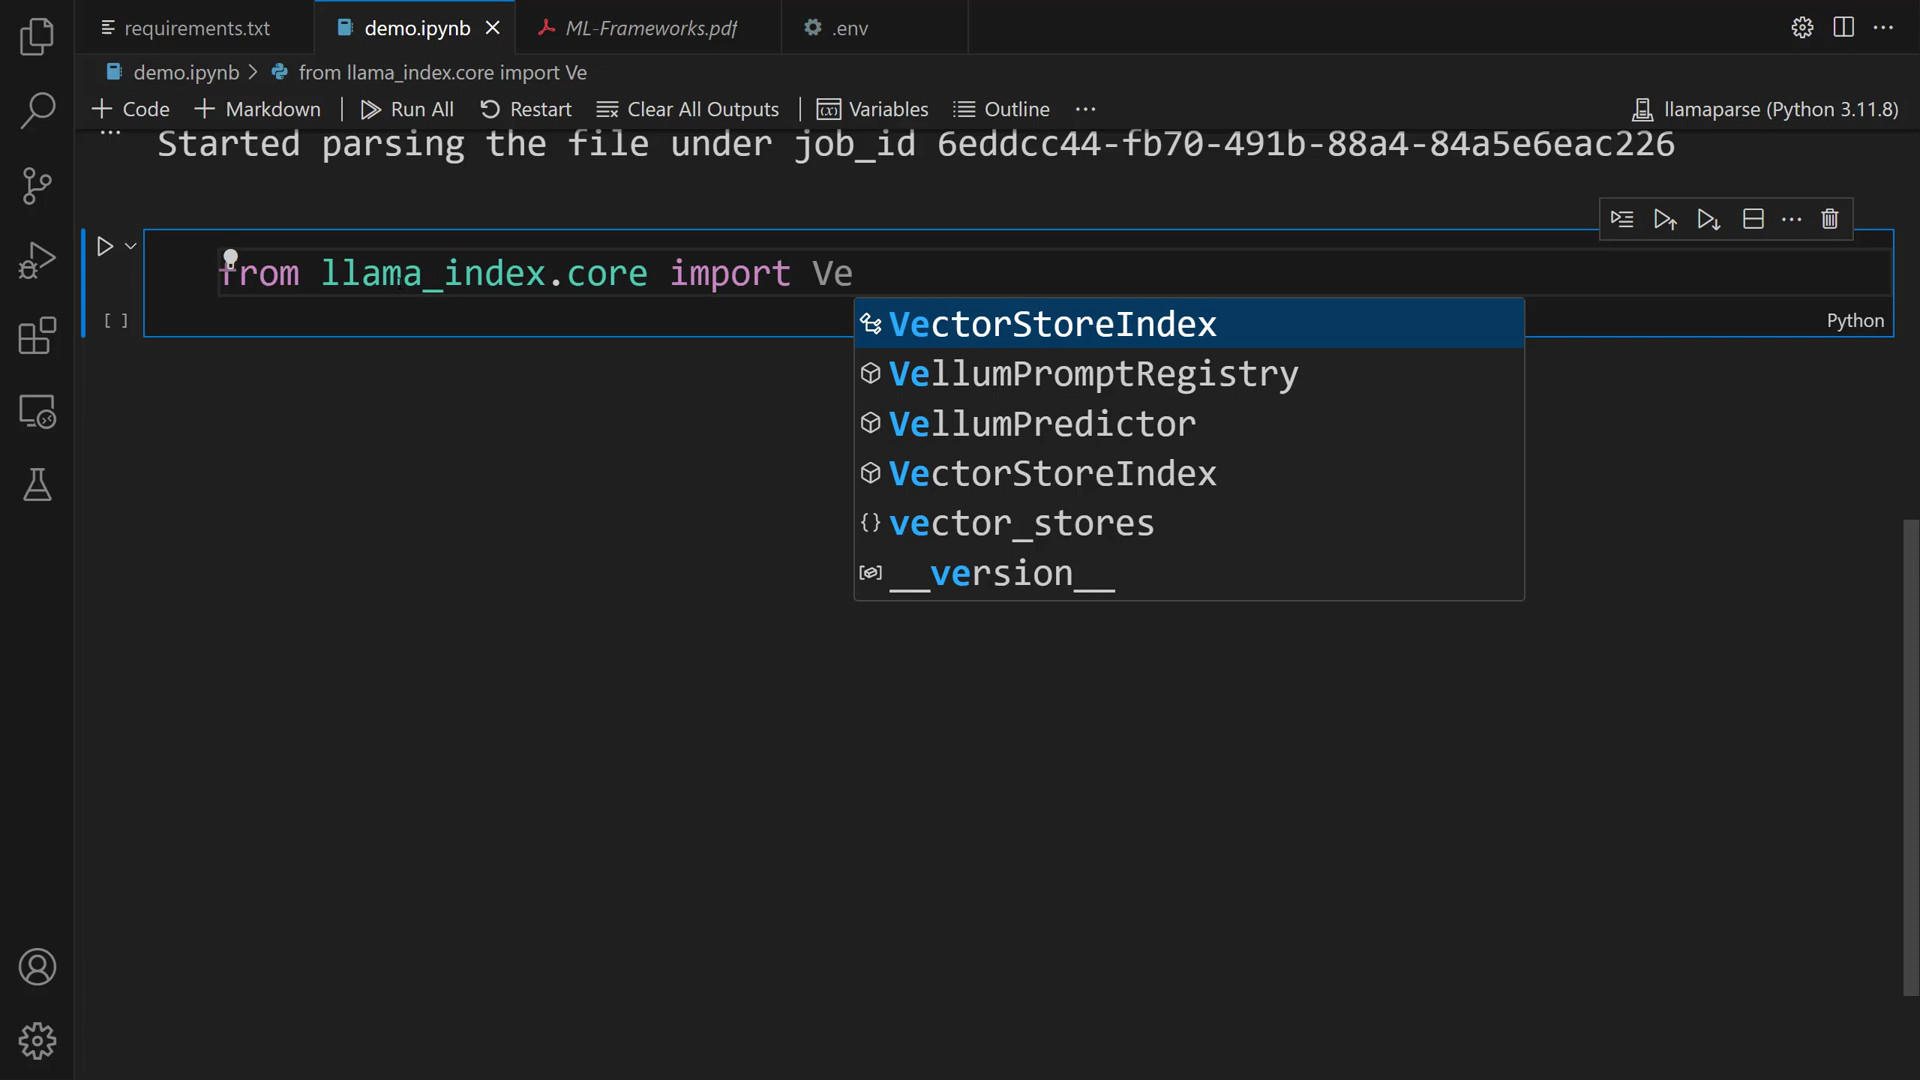 requirements.txt demo.ipynb ML-Frameworks.pdf .env
demo.ipynb > from llama_index.core import Ve
Code Markdown Run All Restart Clear All Outputs Variables Outline ··· llamaparse (Python 3.11.8)
... Started parsing the file under job_id 6eddcc44-fb70-491b-88a4-84a5e6eac226
from llama_index.core import Ve
[ ] Python
VectorStoreIndex
VellumPromptRegistry
VellumPredictor
VectorStoreIndex
vector_stores
__version__